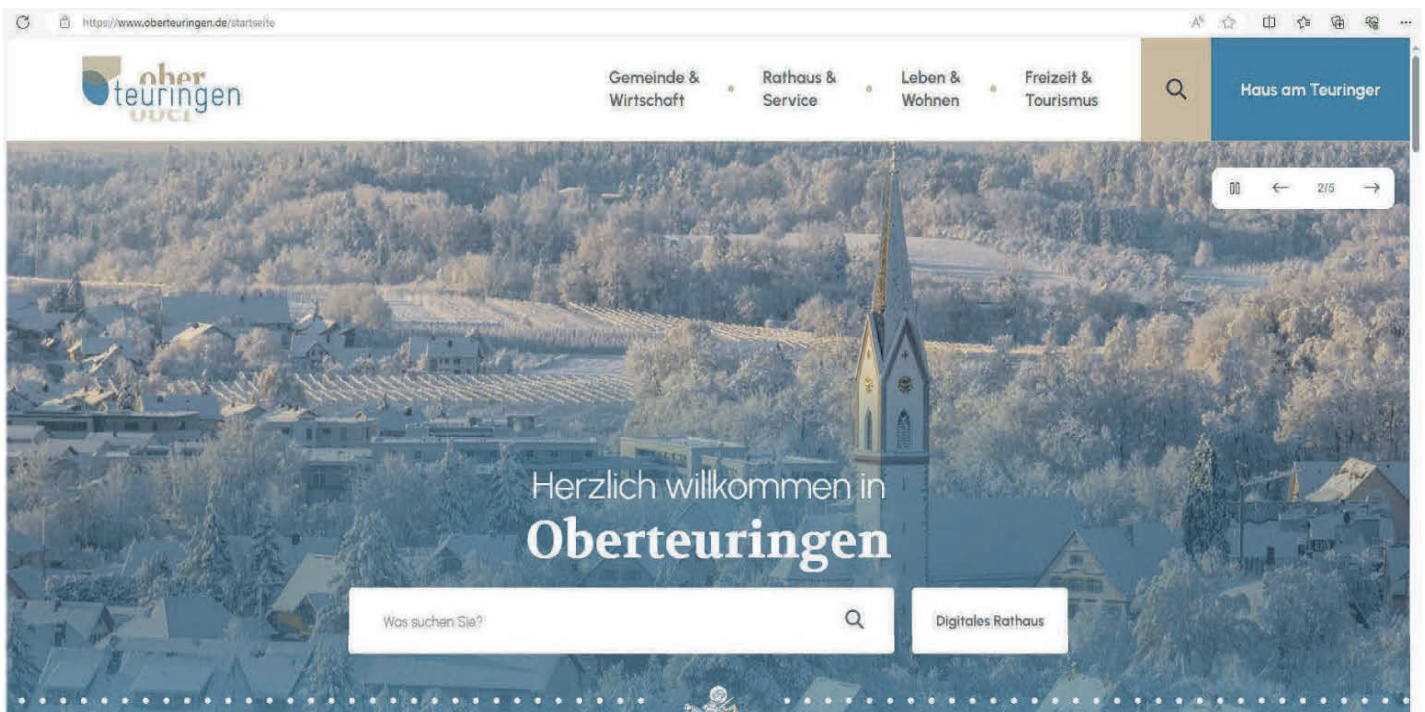 https://www.oberteuringen.de/startseite
ober
teuringen
Gemeinde &
Wirtschaft
Rathaus &
Service
Leben &
Wohnen
Freizeit &
Tourismus
Haus am Teuringer
2/5
Herzlich willkommen in
Oberteuringen
Was suchen Sie?
Digitales Rathaus